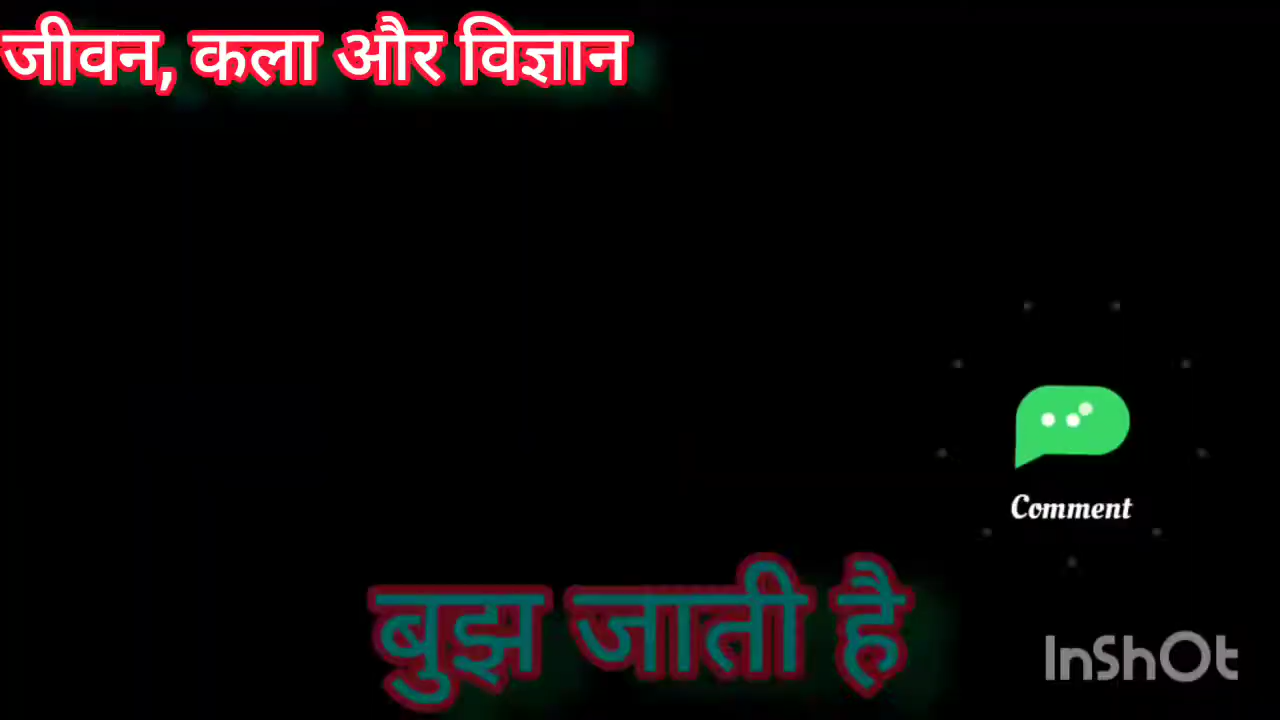 जीवन, कला और विज्ञान
Comment
बुझ जाती है
InShOt